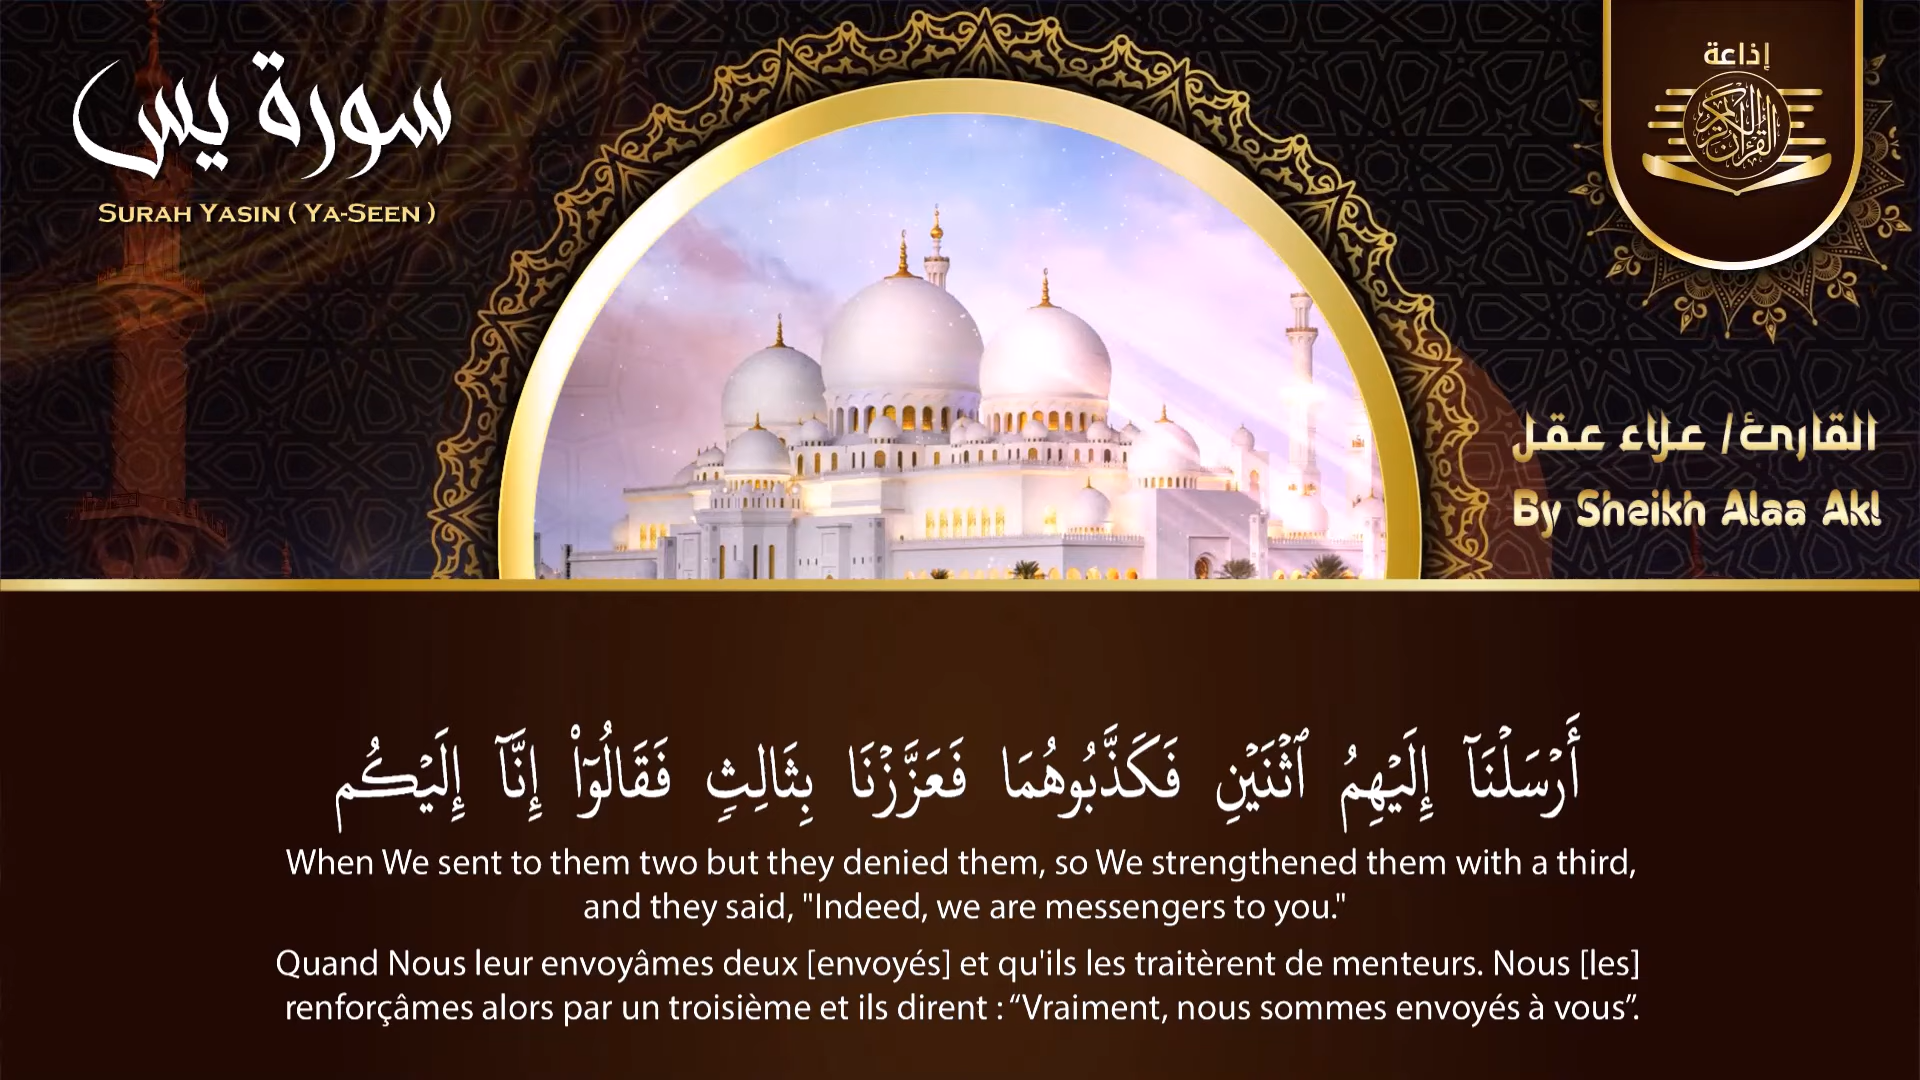 سورة يس
SURAH YASIN ( YA-SEEN )
إذاعة
القرآن الكريم
القارئ/ علاء عقل
By Sheikh Alaa Akl
أَرْسَلْنَآ إِلَيْهِمُ ٱثْنَيْنِ فَكَذَّبُوهُمَا فَعَزَّزْنَا بِثَالِثٍ فَقَالُوٓا۟ إِنَّآ إِلَيْكُم
When We sent to them two but they denied them, so We strengthened them with a third,
and they said, "Indeed, we are messengers to you."
Quand Nous leur envoyâmes deux [envoyés] et qu'ils les traitèrent de menteurs. Nous [les]
renforçâmes alors par un troisième et ils dirent : “Vraiment, nous sommes envoyés à vous”.